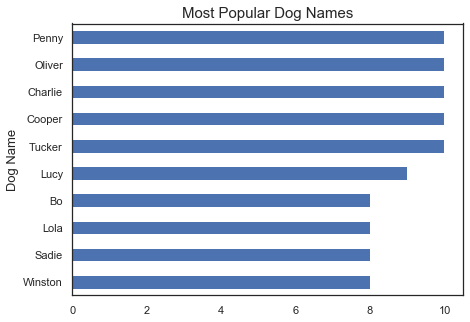 Most Popular Dog Names
Dog Name
Penny
Oliver
Charlie
Cooper
Tucker
Lucy
Bo
Lola
Sadie
Winston
0 2 4 6 8 10